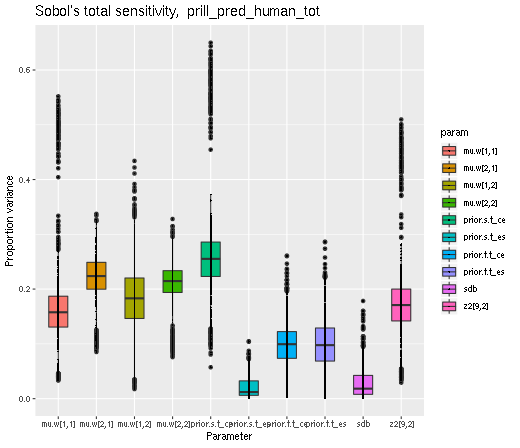 Sobol's total sensitivity, prill_pred_human_tot
Proportion variance
0.6
0.4
0.2
0.0
mu.w[1,1] mu.w[2,1] mu.w[1,2] mu.w[2,2] prior.s.t_ce prior.s.t_es prior.f.t_ce prior.f.t_es sdb z2[9,2]
Parameter
param
mu.w[1,1]
mu.w[2,1]
mu.w[1,2]
mu.w[2,2]
prior.s.t_ce
prior.s.t_es
prior.f.t_ce
prior.f.t_es
sdb
z2[9,2]